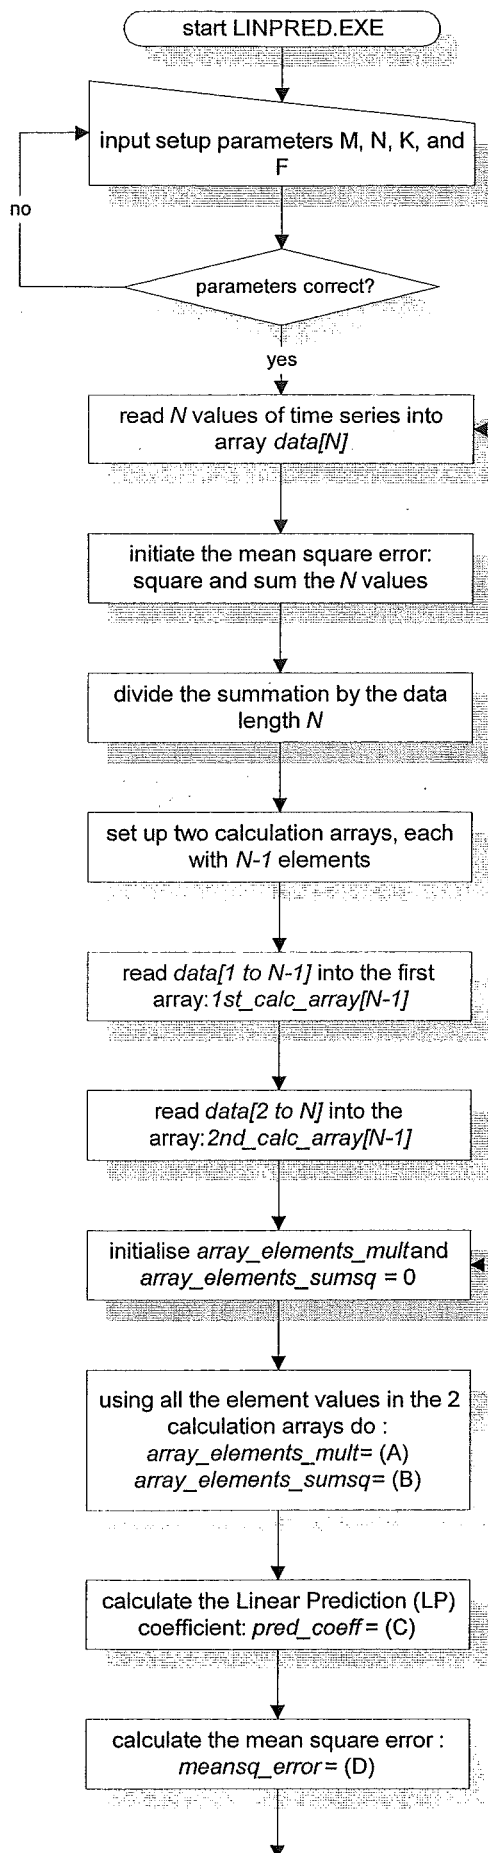 start LINPRED.EXE
input setup parameters M, N, K, and
F
no
parameters correct?
yes
read N values of time series into
array data[N]
initiate the mean square error:
square and sum the N values
divide the summation by the data
length N
set up two calculation arrays, each
with N-1 elements
read data[1 to N-1] into the first
array:1st_calc_array[N-1]
read data[2 to N] into the
array:2nd_calc_array[N-1]
initialise array_elements_multand
array_elements_sumsq = 0
using all the element values in the 2
calculation arrays do :
array_elements_mult= (A)
array_elements_sumsq= (B)
calculate the Linear Prediction (LP)
coefficient: pred_coeff= (C)
calculate the mean square error :
meansq_error= (D)